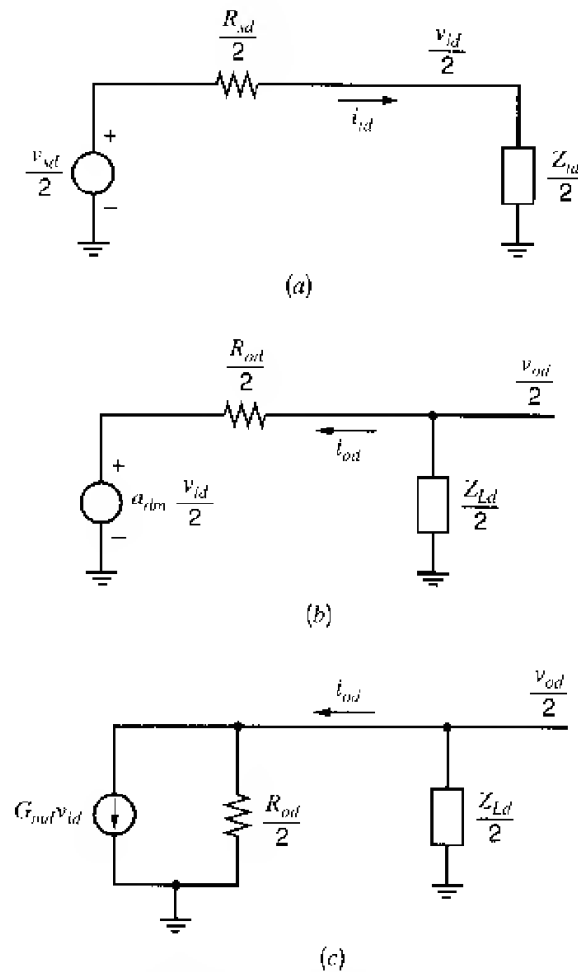 R_sd/2
v_id/2
i_id
+
v_sd/2
−
Z_id/2
(a)
R_od/2
v_od/2
i_od
+
a_dm v_id/2
−
Z_Ld/2
(b)
i_od
v_od/2
G_md v_id
R_od/2
Z_Ld/2
(c)